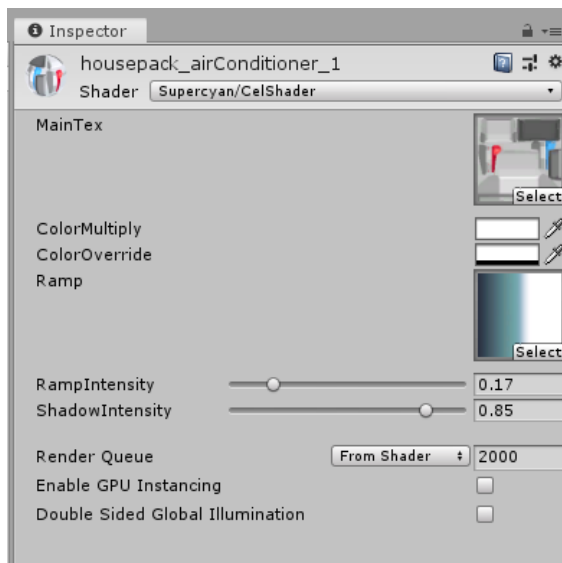 Inspector
housepack_airConditioner_1
Shader Supercyan/CelShader
MainTex
Select
ColorMultiply
ColorOverride
Ramp
Select
RampIntensity 0.17
ShadowIntensity 0.85
Render Queue From Shader 2000
Enable GPU Instancing
Double Sided Global Illumination